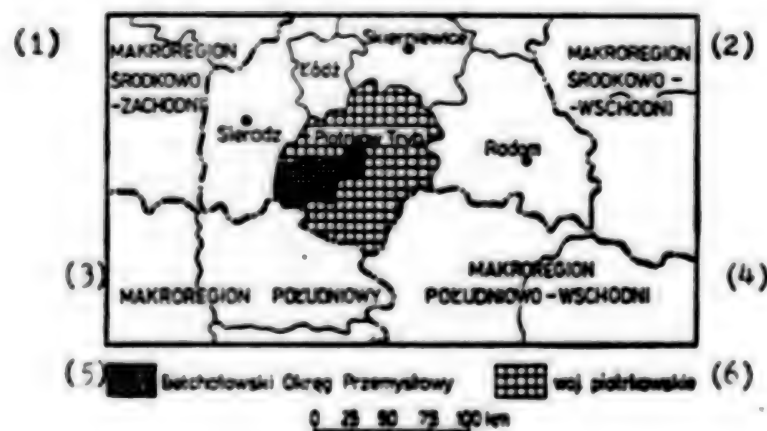 (1)
MAKROREGION
ŚRODKOWO
-ZACHODNI
Skierniewice
Łódź
(2)
MAKROREGION
ŚRODKOWO-
-WSCHODNI
Sieradz
Piotrków Tryb.
Radom
(3)
MAKROREGION POŁUDNIOWY
MAKROREGION
POŁUDNIOWO-WSCHODNI
(4)
(5)
Bełchatowski Okręg Przemysłowy
woj. piotrkowskie
(6)
0 25 50 75 100 km